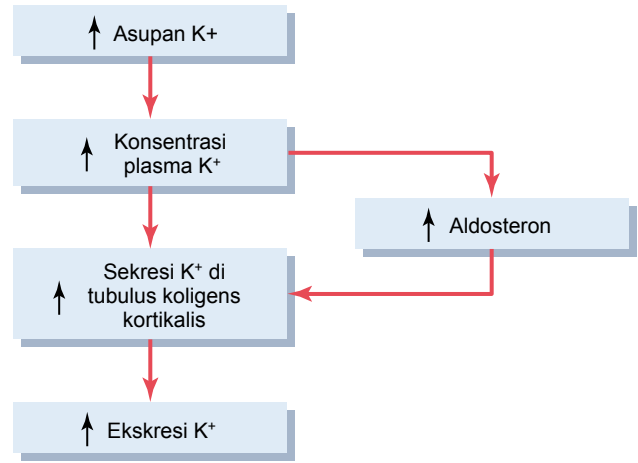 ↑ Asupan K+
↑ Konsentrasi
plasma K⁺
↑ Aldosteron
↑ Sekresi K⁺ di
tubulus koligens
kortikalis
↑ Ekskresi K⁺